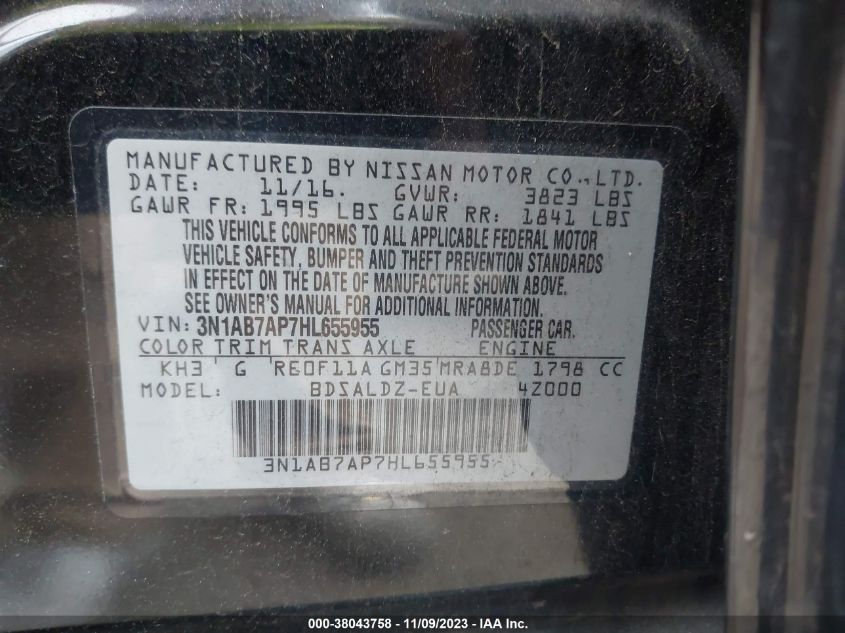 MANUFACTURED BY NISSAN MOTOR CO.,LTD.
DATE: 11/16. GVWR: 3823 LBS
GAWR FR: 1995 LBS GAWR RR: 1841 LBS
THIS VEHICLE CONFORMS TO ALL APPLICABLE FEDERAL MOTOR
VEHICLE SAFETY, BUMPER AND THEFT PREVENTION STANDARDS
IN EFFECT ON THE DATE OF MANUFACTURE SHOWN ABOVE.
SEE OWNER'S MANUAL FOR ADDITIONAL INFORMATION.
VIN: 3N1AB7AP7HL655955 PASSENGER CAR.
COLOR TRIM TRANS AXLE ENGINE
KH3 G RE0F11A GM35 MRA8DE 1798 CC
MODEL: BDSALDZ-EUA 4Z000
3N1AB7AP7HL655955
000-38043758 - 11/09/2023 - IAA Inc.